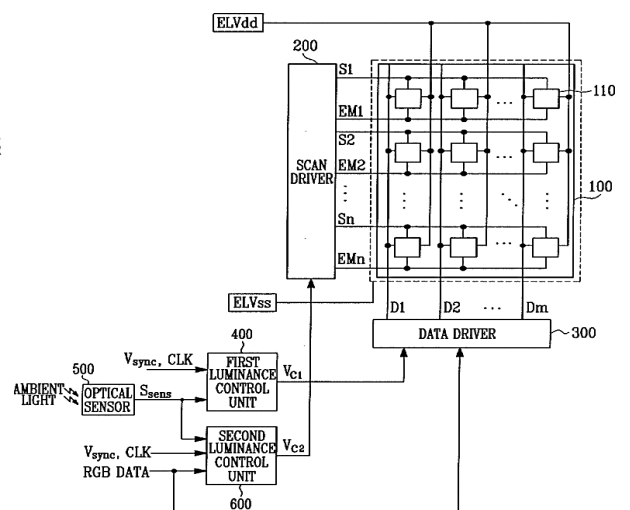 ELVdd
200
S1
110
EM1
S2
SCAN
DRIVER
EM2
100
Sn
EMn
ELVss
D1 D2 ... Dm
DATA DRIVER
300
400
Vsync, CLK
FIRST
LUMINANCE
CONTROL
UNIT
VC1
500
AMBIENT
LIGHT
OPTICAL
SENSOR
Ssens
SECOND
LUMINANCE
CONTROL
UNIT
VC2
Vsync, CLK
RGB DATA
600